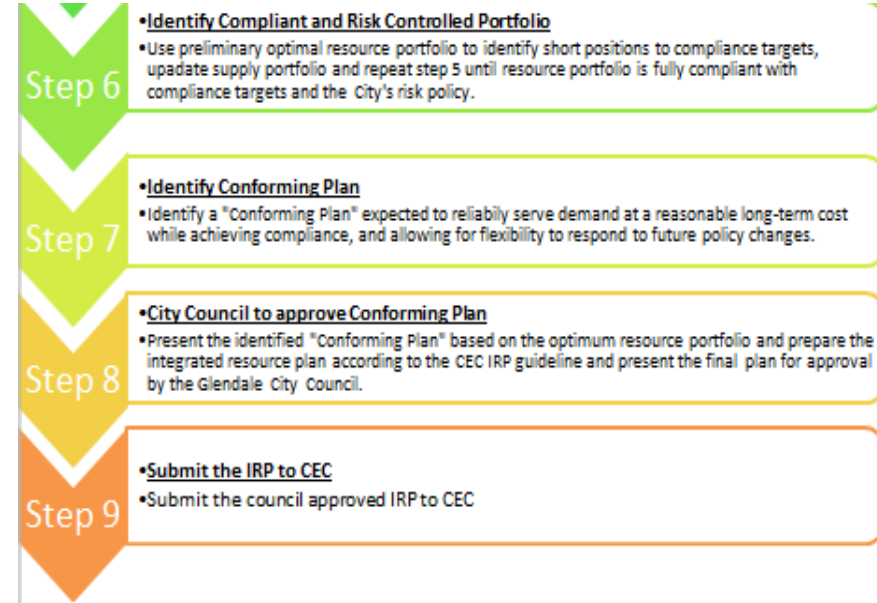 •Identify Compliant and Risk Controlled Portfolio
•Use preliminary optimal resource portfolio to identify short positions to compliance targets,
upadate supply portfolio and repeat step 5 until resource portfolio is fully compliant with
compliance targets and the City's risk policy.
Step 6
•Identify Conforming Plan
•Identify a "Conforming Plan" expected to reliabily serve demand at a reasonable long-term cost
while achieving compliance, and allowing for flexibility to respond to future policy changes.
Step 7
•City Council to approve Conforming Plan
•Present the identified "Conforming Plan" based on the optimum resource portfolio and prepare the
integrated resource plan according to the CEC IRP guideline and present the final plan for approval
by the Glendale City Council.
Step 8
•Submit the IRP to CEC
•Submit the council approved IRP to CEC
Step 9